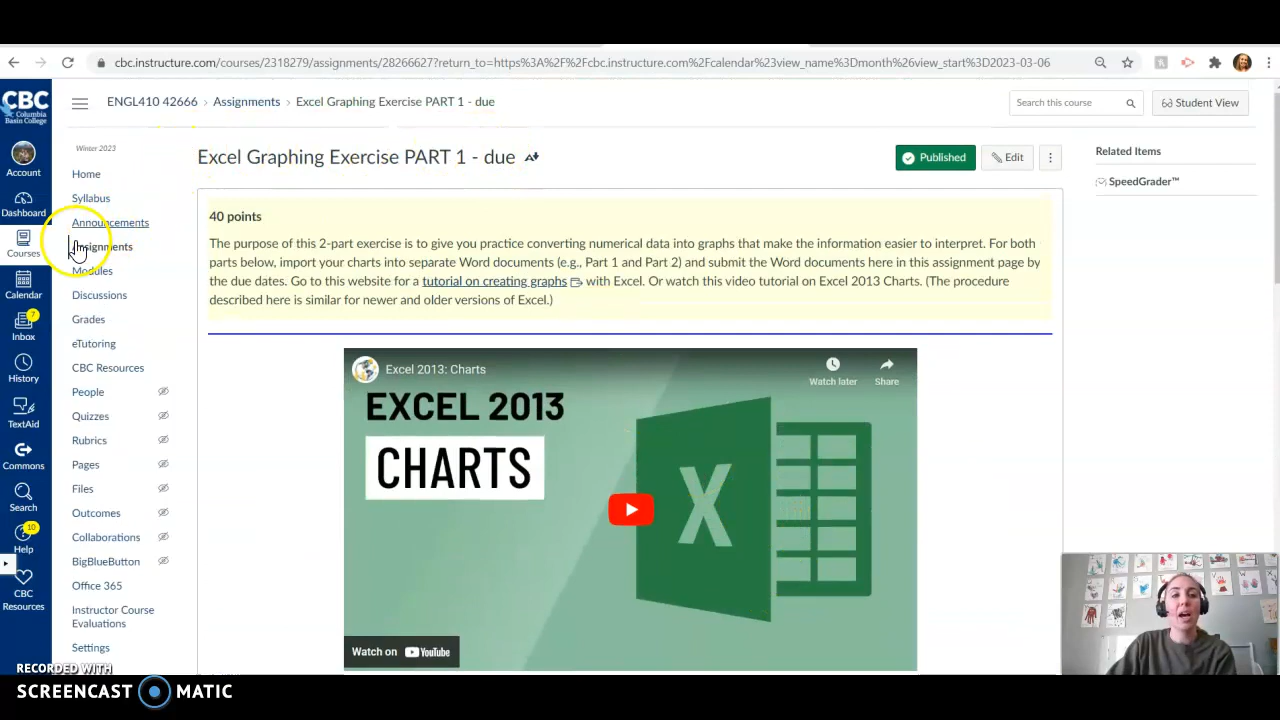 cbc.instructure.com/courses/2318279/assignments/28266627?return_to=https%3A%2F%2Fcbc.instructure.com%2Fcalendar%23view_name%3Dmonth%26view_start%3D2023-03-06
CBC
Columbia
Basin College
ENGL410 42666 › Assignments › Excel Graphing Exercise PART 1 - due
Search this course
Student View
Account
Dashboard
Courses
Calendar
7
Inbox
History
TextAid
Commons
Search
10
Help
CBC
Resources
Winter 2023
Home
Syllabus
Announcements
Assignments
Modules
Discussions
Grades
eTutoring
CBC Resources
People
Quizzes
Rubrics
Pages
Files
Outcomes
Collaborations
BigBlueButton
Office 365
Instructor Course
Evaluations
Settings
Excel Graphing Exercise PART 1 - due
Published
Edit
Related Items
SpeedGrader™
40 points
The purpose of this 2-part exercise is to give you practice converting numerical data into graphs that make the information easier to interpret. For both
parts below, import your charts into separate Word documents (e.g., Part 1 and Part 2) and submit the Word documents here in this assignment page by
the due dates. Go to this website for a tutorial on creating graphs with Excel. Or watch this video tutorial on Excel 2013 Charts. (The procedure
described here is similar for newer and older versions of Excel.)
Excel 2013: Charts
Watch later
Share
EXCEL 2013
CHARTS
X
Watch on YouTube
RECORDED WITH
SCREENCAST MATIC